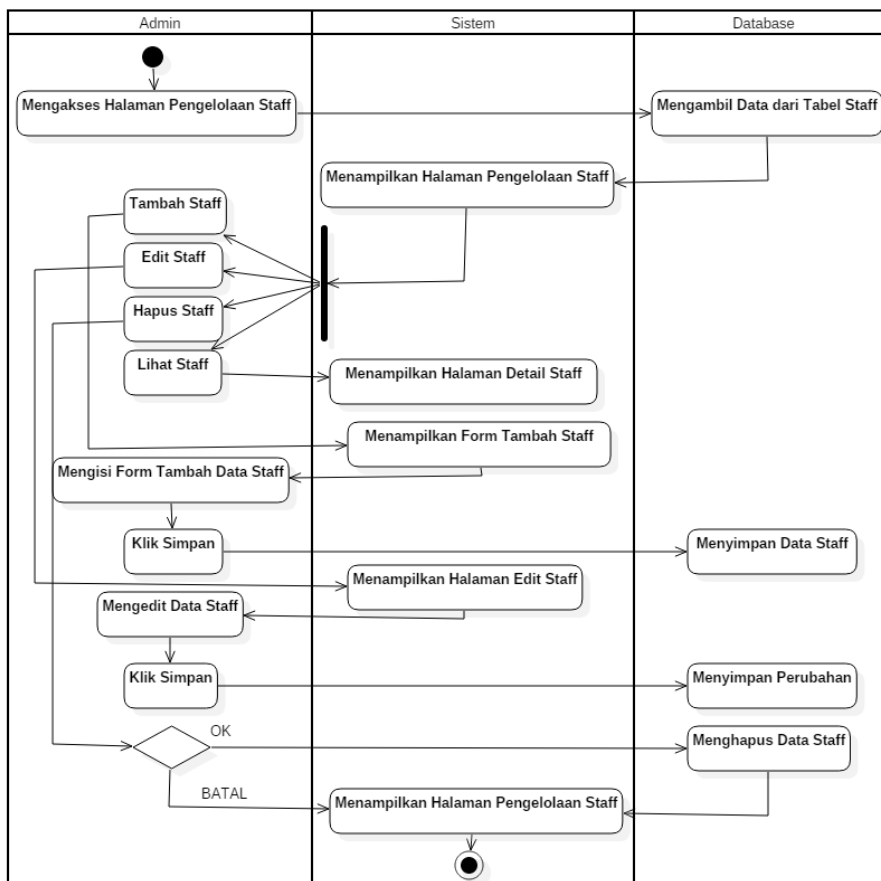 Admin
Sistem
Database
Mengakses Halaman Pengelolaan Staff
Mengambil Data dari Tabel Staff
Menampilkan Halaman Pengelolaan Staff
Tambah Staff
Edit Staff
Hapus Staff
Lihat Staff
Menampilkan Halaman Detail Staff
Menampilkan Form Tambah Staff
Mengisi Form Tambah Data Staff
Klik Simpan
Menyimpan Data Staff
Menampilkan Halaman Edit Staff
Mengedit Data Staff
Klik Simpan
Menyimpan Perubahan
OK
Menghapus Data Staff
BATAL
Menampilkan Halaman Pengelolaan Staff